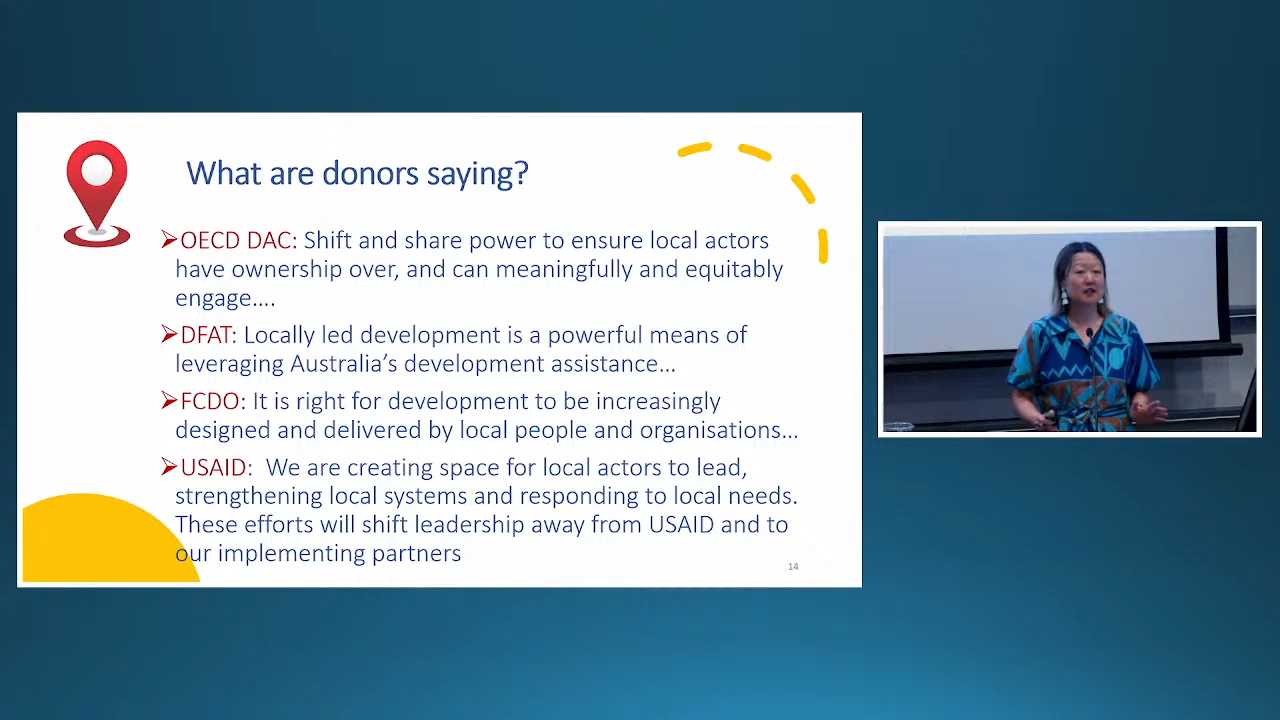 What are donors saying?
➢OECD DAC: Shift and share power to ensure local actors
have ownership over, and can meaningfully and equitably
engage....
➢DFAT: Locally led development is a powerful means of
leveraging Australia's development assistance...
➢FCDO: It is right for development to be increasingly
designed and delivered by local people and organisations...
➢USAID:  We are creating space for local actors to lead,
strengthening local systems and responding to local needs.
These efforts will shift leadership away from USAID and to
our implementing partners
14